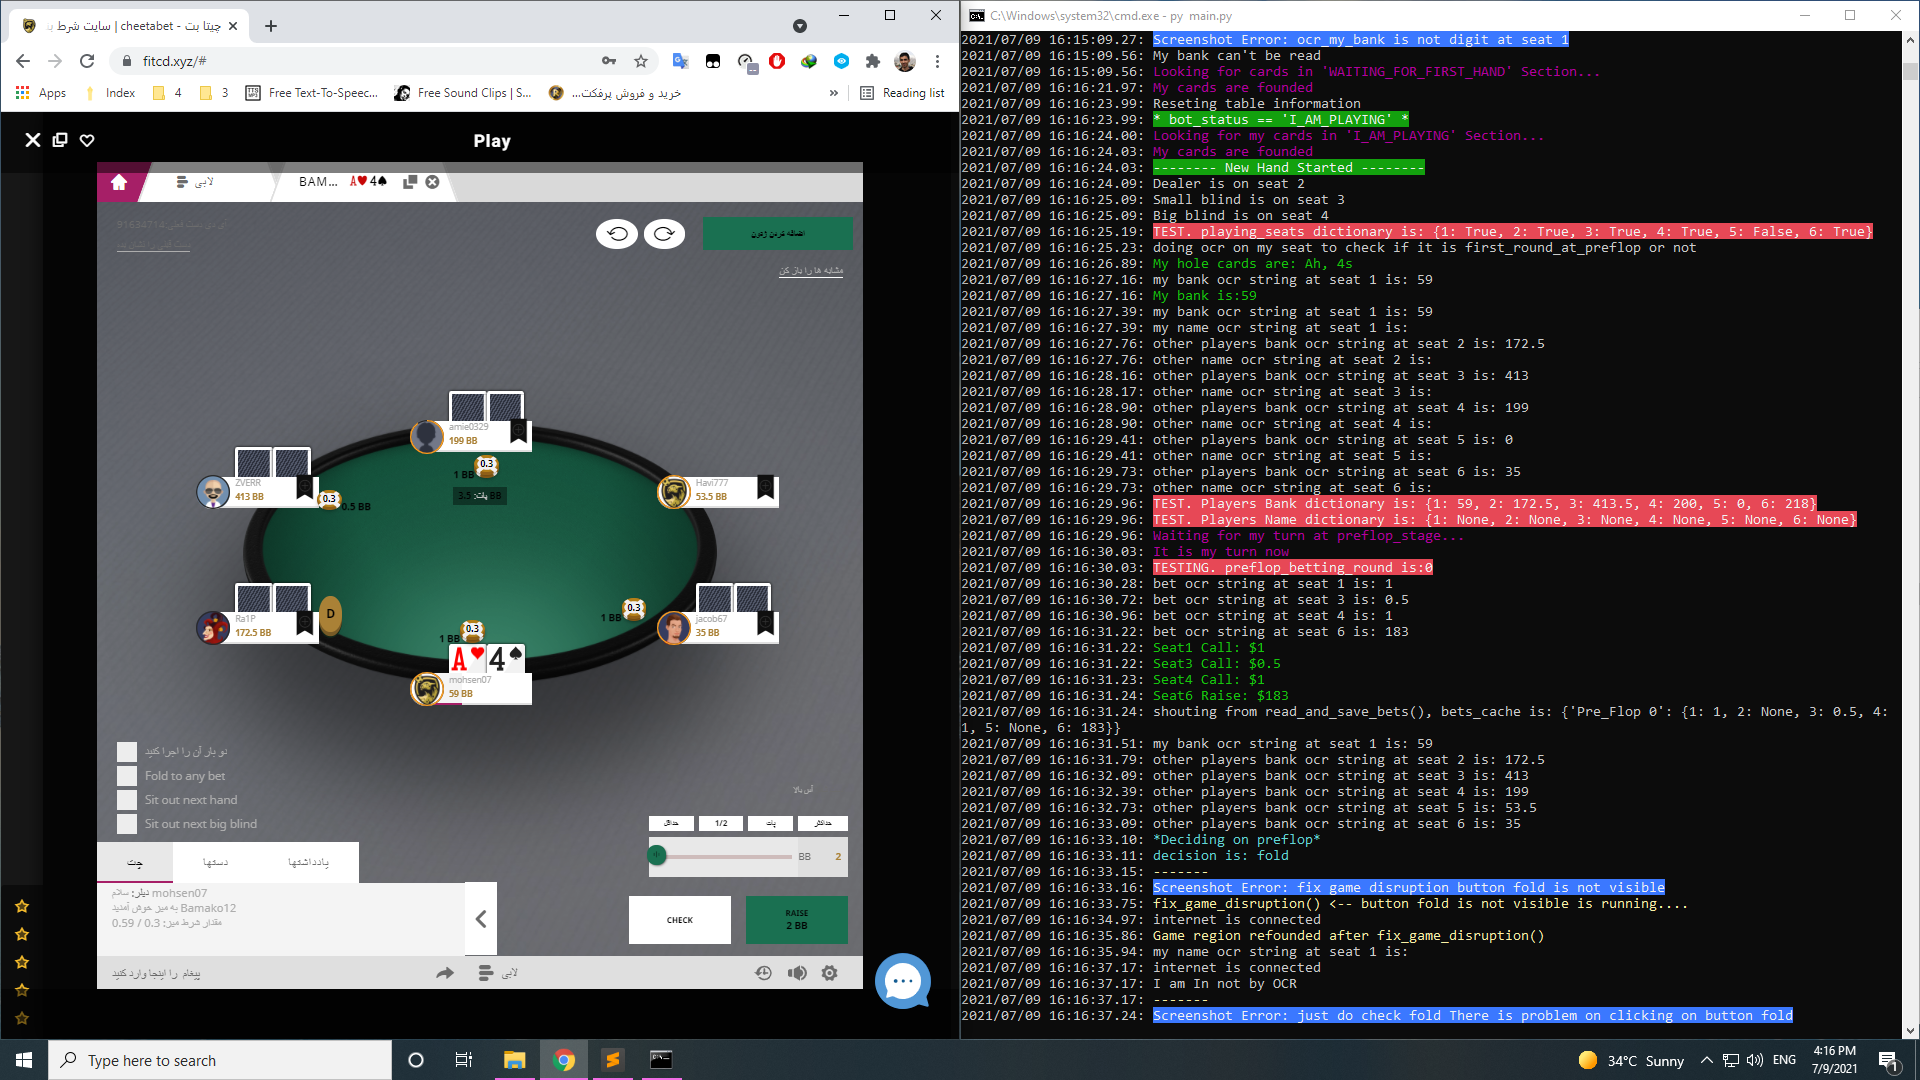 چیتا بت - cheetabet | سایت شرط ب
fitcd.xyz/#
Apps
Index
4
3
Free Text-To-Speec...
Free Sound Clips | S...
خرید و فروش پرفکت...
»
Reading list
Play
لابی
BAM... A♥4♠
اضافه کردن ژتون
مشابه ها را باز کن
amie0329
199 BB
ZVERR
413 BB
Havi777
53.5 BB
1 BB
0.3
پات: 3.5 BB
0.3
0.5 BB
Ra1P
172.5 BB
D
0.3
1 BB
jacob67
35 BB
0.3
1 BB
A♥ 4♠
mohsen07
59 BB
دو بار آن را اجرا کنید
Fold to any bet
Sit out next hand
Sit out next big blind
آس بالا
حداقل
1/2
پات
حداکثر
BB 2
چت
دستها
یادداشتها
دیلر: سلام mohsen07
به میز خوش آمدید Bamako12
مقدار شرط میز: 0.3 / 0.59
CHECK
RAISE
2 BB
پیغام را اینجا وارد کنید
لابی
C:\Windows\system32\cmd.exe - py main.py
2021/07/09 16:15:09.27: Screenshot Error: ocr_my_bank is not digit at seat 1
2021/07/09 16:15:09.56: My bank can't be read
2021/07/09 16:15:09.56: Looking for cards in 'WAITING_FOR_FIRST_HAND' Section...
2021/07/09 16:16:21.97: My cards are founded
2021/07/09 16:16:23.99: Reseting table information
2021/07/09 16:16:23.99: * bot_status == 'I_AM_PLAYING' *
2021/07/09 16:16:24.00: Looking for my cards in 'I_AM_PLAYING' Section...
2021/07/09 16:16:24.03: My cards are founded
2021/07/09 16:16:24.03: -------- New Hand Started --------
2021/07/09 16:16:24.09: Dealer is on seat 2
2021/07/09 16:16:25.09: Small blind is on seat 3
2021/07/09 16:16:25.09: Big blind is on seat 4
2021/07/09 16:16:25.19: TEST. playing_seats dictionary is: {1: True, 2: True, 3: True, 4: True, 5: False, 6: True}
2021/07/09 16:16:25.23: doing ocr on my seat to check if it is first_round_at_preflop or not
2021/07/09 16:16:26.89: My hole cards are: Ah, 4s
2021/07/09 16:16:27.16: my bank ocr string at seat 1 is: 59
2021/07/09 16:16:27.16: My bank is:59
2021/07/09 16:16:27.39: my bank ocr string at seat 1 is: 59
2021/07/09 16:16:27.39: my name ocr string at seat 1 is:
2021/07/09 16:16:27.76: other players bank ocr string at seat 2 is: 172.5
2021/07/09 16:16:27.76: other name ocr string at seat 2 is:
2021/07/09 16:16:28.16: other players bank ocr string at seat 3 is: 413
2021/07/09 16:16:28.17: other name ocr string at seat 3 is:
2021/07/09 16:16:28.90: other players bank ocr string at seat 4 is: 199
2021/07/09 16:16:28.90: other name ocr string at seat 4 is:
2021/07/09 16:16:29.41: other players bank ocr string at seat 5 is: 0
2021/07/09 16:16:29.41: other name ocr string at seat 5 is:
2021/07/09 16:16:29.73: other players bank ocr string at seat 6 is: 35
2021/07/09 16:16:29.73: other name ocr string at seat 6 is:
2021/07/09 16:16:29.96: TEST. Players Bank dictionary is: {1: 59, 2: 172.5, 3: 413.5, 4: 200, 5: 0, 6: 218}
2021/07/09 16:16:29.96: TEST. Players Name dictionary is: {1: None, 2: None, 3: None, 4: None, 5: None, 6: None}
2021/07/09 16:16:29.96: Waiting for my turn at preflop_stage...
2021/07/09 16:16:30.03: It is my turn now
2021/07/09 16:16:30.03: TESTING. preflop_betting_round is:0
2021/07/09 16:16:30.28: bet ocr string at seat 1 is: 1
2021/07/09 16:16:30.72: bet ocr string at seat 3 is: 0.5
2021/07/09 16:16:30.96: bet ocr string at seat 4 is: 1
2021/07/09 16:16:31.22: bet ocr string at seat 6 is: 183
2021/07/09 16:16:31.22: Seat1 Call: $1
2021/07/09 16:16:31.23: Seat3 Call: $0.5
2021/07/09 16:16:31.23: Seat4 Call: $1
2021/07/09 16:16:31.24: Seat6 Raise: $183
2021/07/09 16:16:31.24: shouting from read_and_save_bets(), bets_cache is: {'Pre_Flop 0': {1: 1, 2: None, 3: 0.5, 4:
1, 5: None, 6: 183}}
2021/07/09 16:16:31.51: my bank ocr string at seat 1 is: 59
2021/07/09 16:16:31.79: other players bank ocr string at seat 2 is: 172.5
2021/07/09 16:16:32.09: other players bank ocr string at seat 3 is: 413
2021/07/09 16:16:32.39: other players bank ocr string at seat 4 is: 199
2021/07/09 16:16:32.73: other players bank ocr string at seat 5 is: 53.5
2021/07/09 16:16:33.09: other players bank ocr string at seat 6 is: 35
2021/07/09 16:16:33.10: *Deciding on preflop*
2021/07/09 16:16:33.11: decision is: fold
2021/07/09 16:16:33.15: -------
2021/07/09 16:16:33.16: Screenshot Error: fix game disruption button fold is not visible
2021/07/09 16:16:33.75: fix_game_disruption() <-- button fold is not visible is running....
2021/07/09 16:16:34.97: internet is connected
2021/07/09 16:16:35.86: Game region refounded after fix_game_disruption()
2021/07/09 16:16:35.94: my name ocr string at seat 1 is:
2021/07/09 16:16:37.17: internet is connected
2021/07/09 16:16:37.17: I am In not by OCR
2021/07/09 16:16:37.17: -------
2021/07/09 16:16:37.24: Screenshot Error: just do check fold There is problem on clicking on button fold
Type here to search
34°C Sunny
ENG
4:16 PM
7/9/2021
1